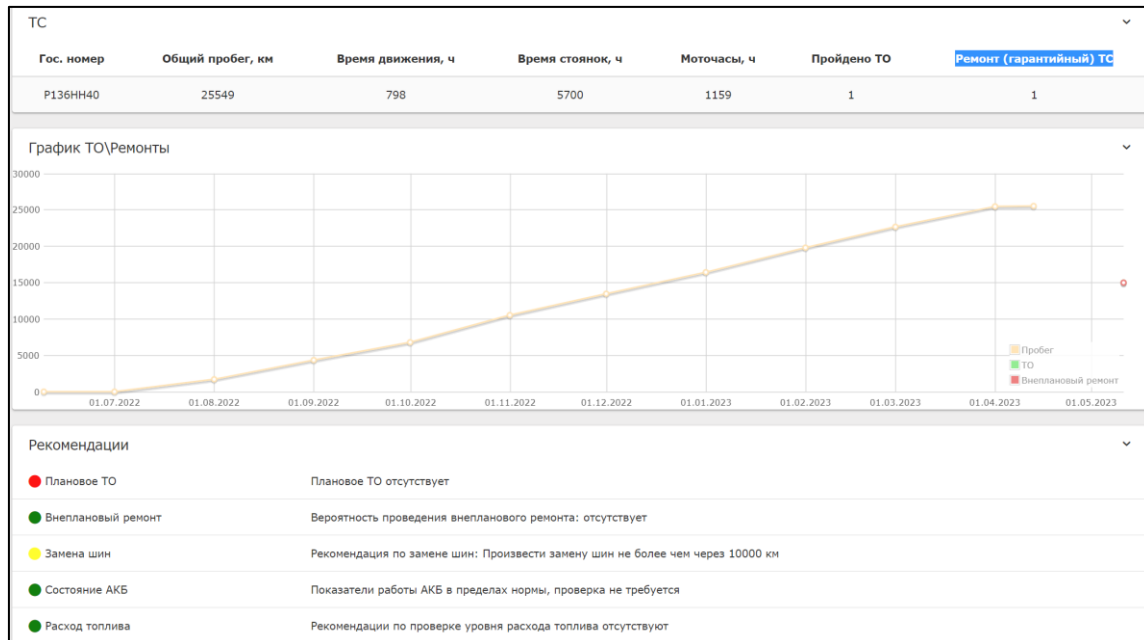 ТС
Гос. номер Общий пробег, км Время движения, ч Время стоянок, ч Моточасы, ч Пройдено ТО Ремонт (гарантийный) ТС
Р136НН40 25549 798 5700 1159 1 1
График ТО\Ремонты
30000
25000
20000
15000
10000
5000
0
Пробег
ТО
Внеплановый ремонт
01.07.2022 01.08.2022 01.09.2022 01.10.2022 01.11.2022 01.12.2022 01.01.2023 01.02.2023 01.03.2023 01.04.2023 01.05.2023
Рекомендации
Плановое ТО Плановое ТО отсутствует
Внеплановый ремонт Вероятность проведения внепланового ремонта: отсутствует
Замена шин Рекомендация по замене шин: Произвести замену шин не более чем через 10000 км
Состояние АКБ Показатели работы АКБ в пределах нормы, проверка не требуется
Расход топлива Рекомендации по проверке уровня расхода топлива отсутствуют